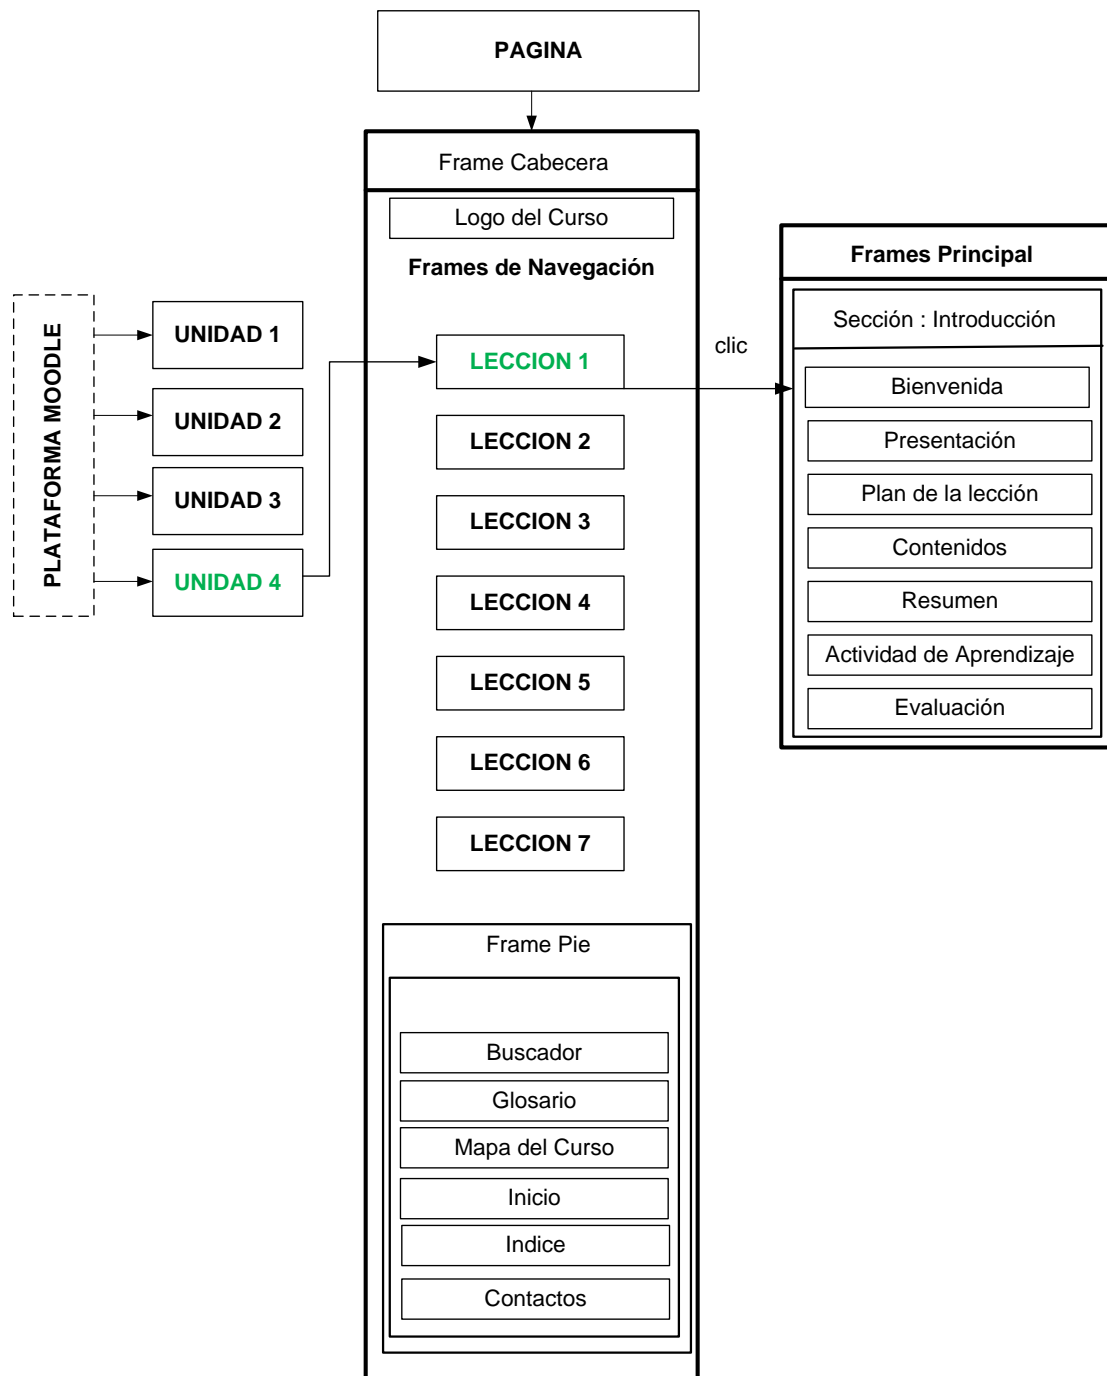 PAGINA
Frame Cabecera
Logo del Curso
Frames de Navegación
PLATAFORMA MOODLE
UNIDAD 1
UNIDAD 2
UNIDAD 3
UNIDAD 4
LECCION 1
LECCION 2
LECCION 3
LECCION 4
LECCION 5
LECCION 6
LECCION 7
clic
Frames Principal
Sección : Introducción
Bienvenida
Presentación
Plan de la lección
Contenidos
Resumen
Actividad de Aprendizaje
Evaluación
Frame Pie
Buscador
Glosario
Mapa del Curso
Inicio
Indice
Contactos